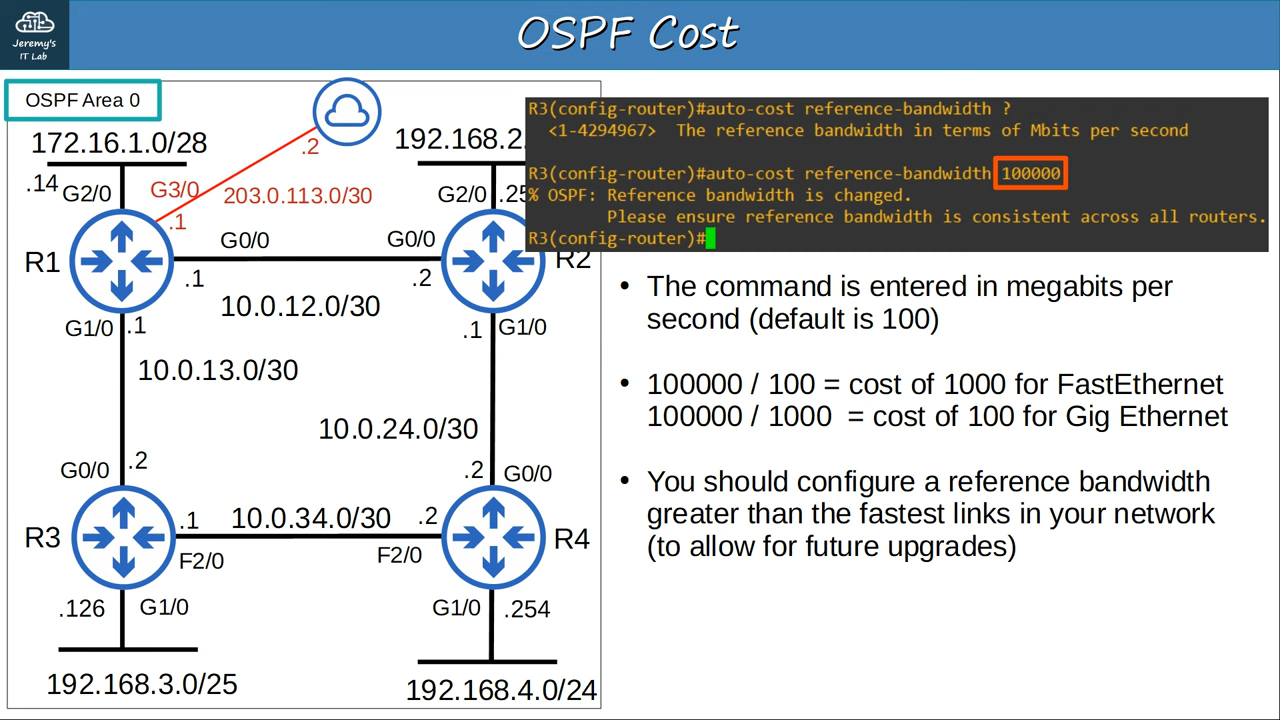 Jeremy's
IT Lab
OSPF Cost
OSPF Area 0
172.16.1.0/28
192.168.2.
.2
.14
G2/0
G3/0
203.0.113.0/30
G2/0
.25
.1
R1
G0/0
G0/0
R2
.1
.2
10.0.12.0/30
G1/0
.1
.1
G1/0
10.0.13.0/30
10.0.24.0/30
G0/0
.2
.2
G0/0
R3
.1
10.0.34.0/30
.2
R4
F2/0
F2/0
.126
G1/0
G1/0
.254
192.168.3.0/25
192.168.4.0/24
R3(config-router)#auto-cost reference-bandwidth ?
<1-4294967> The reference bandwidth in terms of Mbits per second
R3(config-router)#auto-cost reference-bandwidth 100000
% OSPF: Reference bandwidth is changed.
Please ensure reference bandwidth is consistent across all routers.
R3(config-router)#
• The command is entered in megabits per
second (default is 100)
• 100000 / 100 = cost of 1000 for FastEthernet
100000 / 1000 = cost of 100 for Gig Ethernet
• You should configure a reference bandwidth
greater than the fastest links in your network
(to allow for future upgrades)